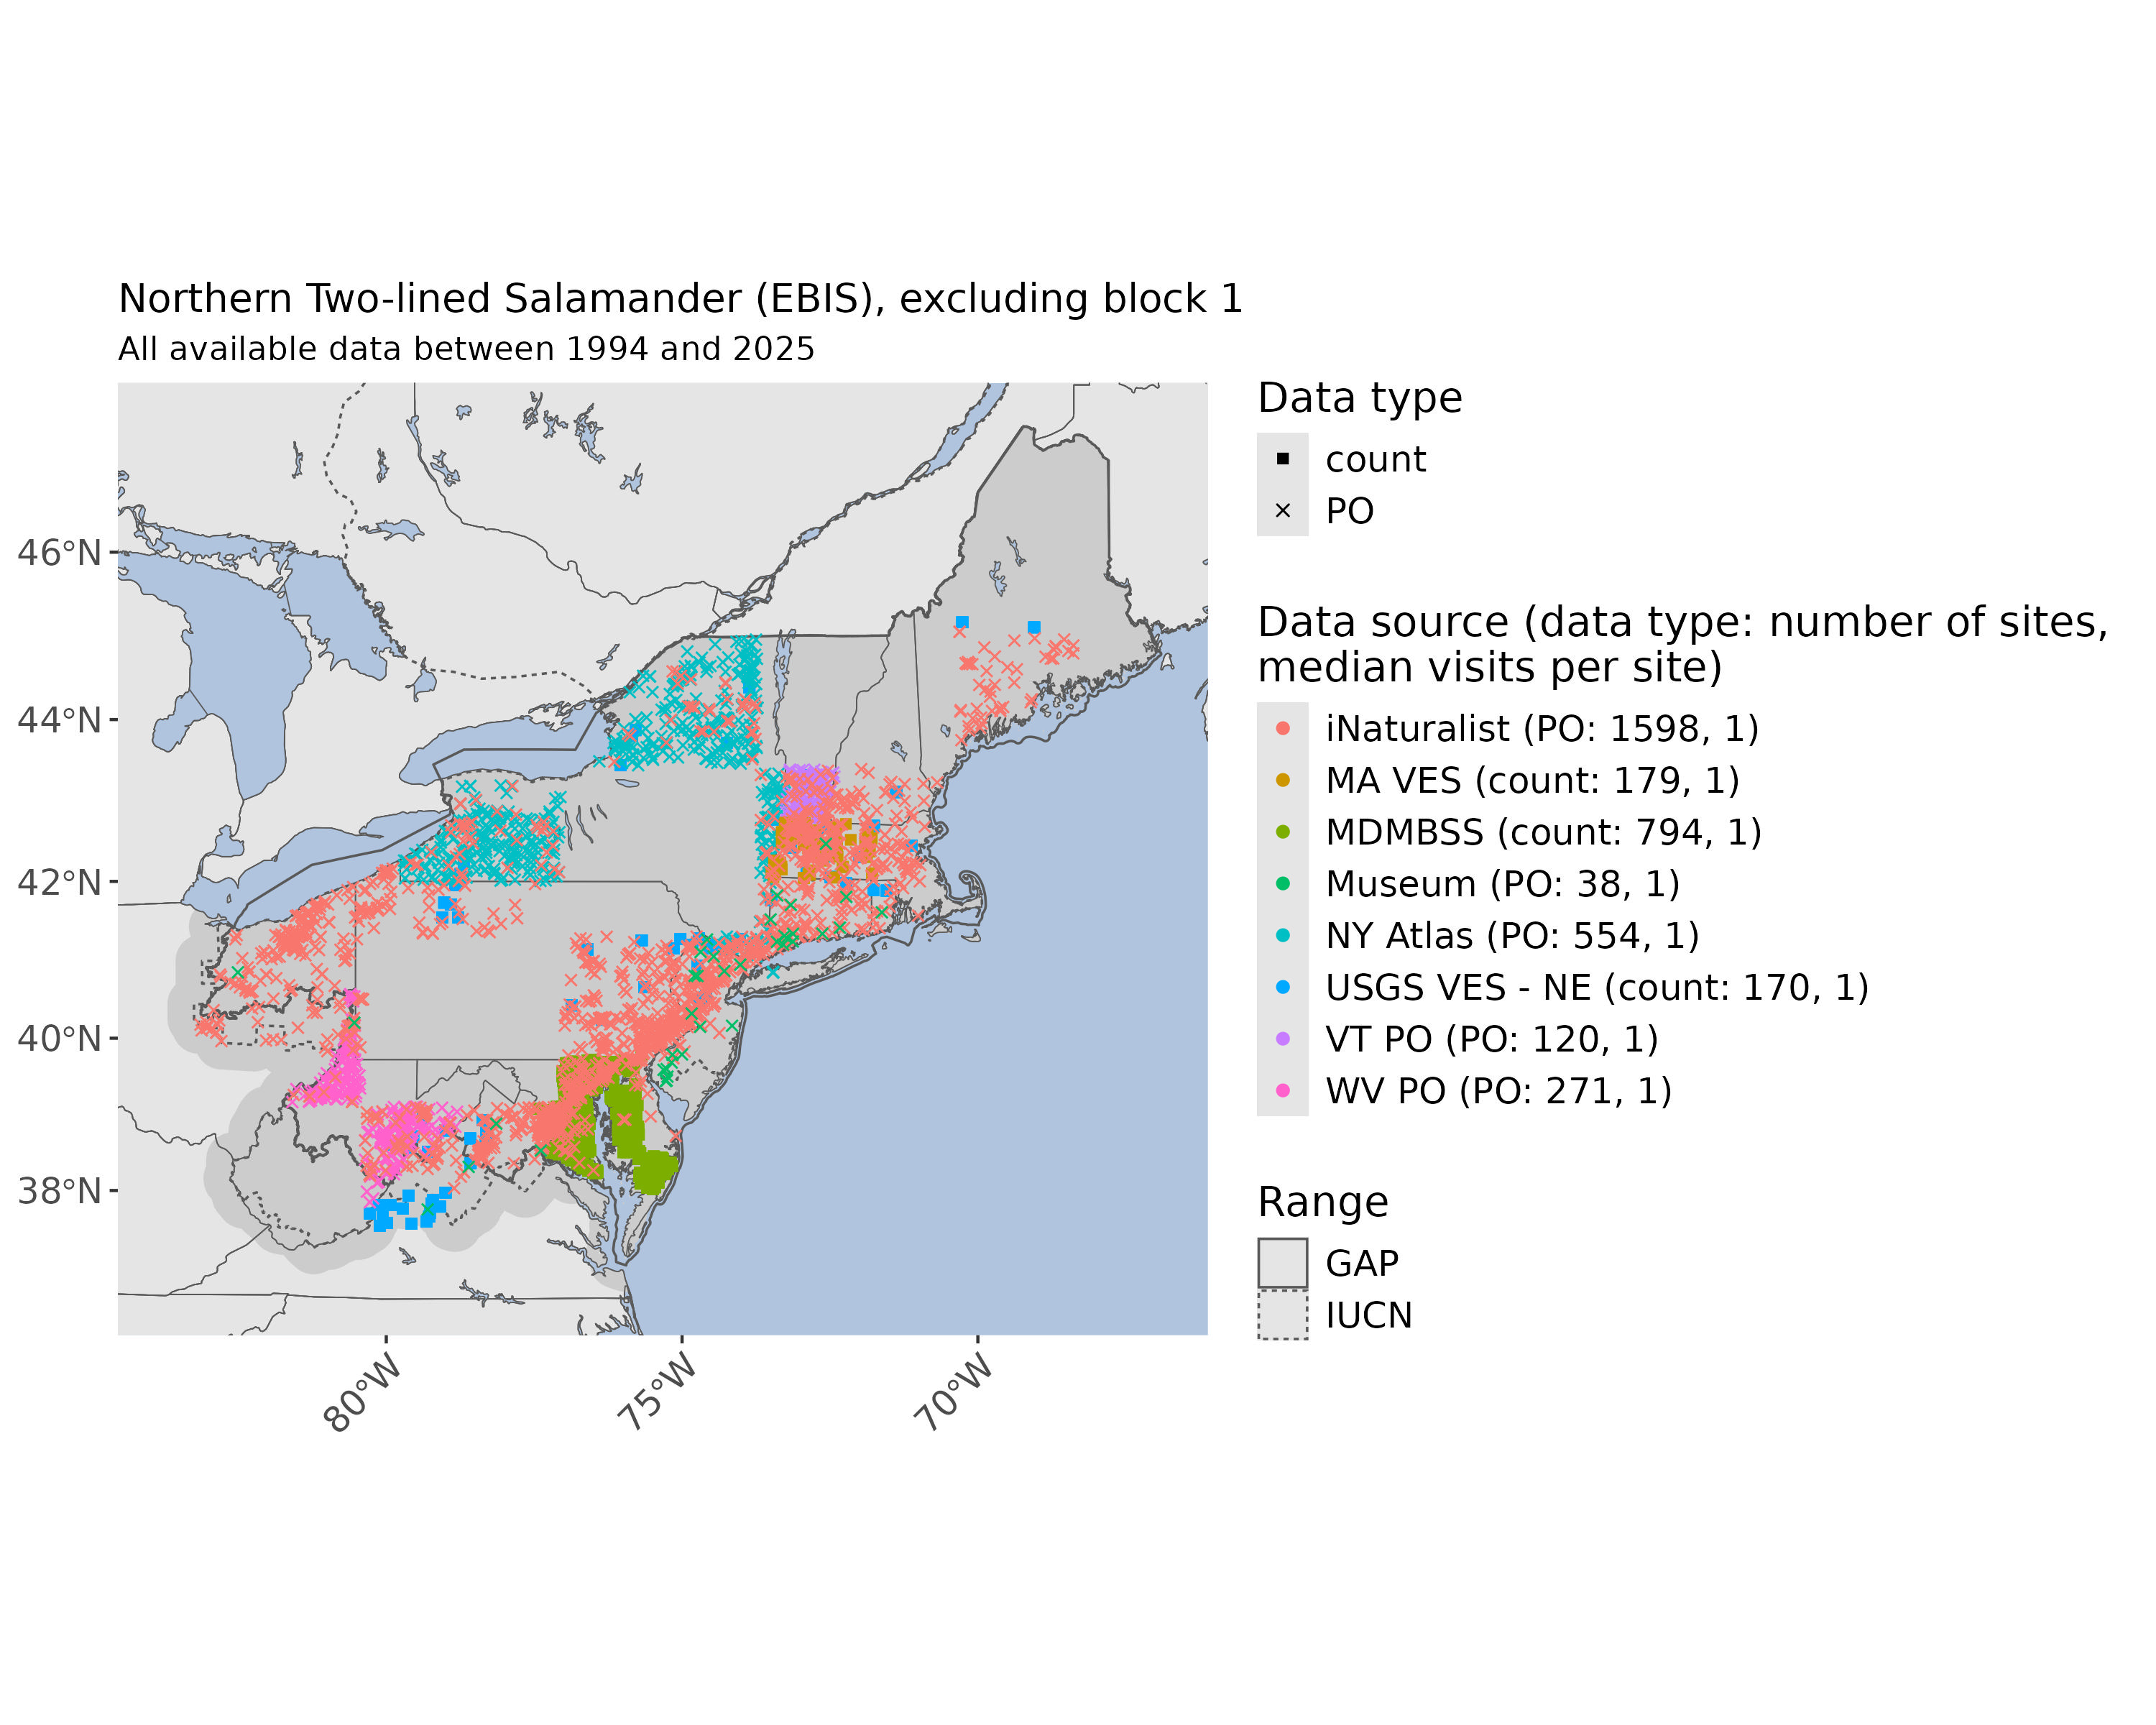 Northern Two-lined Salamander (EBIS), excluding block 1
All available data between 1994 and 2025
46°N
44°N
42°N
40°N
38°N
80°W
75°W
70°W
Data type
count
PO
Data source (data type: number of sites,
median visits per site)
iNaturalist (PO: 1598, 1)
MA VES (count: 179, 1)
MDMBSS (count: 794, 1)
Museum (PO: 38, 1)
NY Atlas (PO: 554, 1)
USGS VES - NE (count: 170, 1)
VT PO (PO: 120, 1)
WV PO (PO: 271, 1)
Range
GAP
IUCN